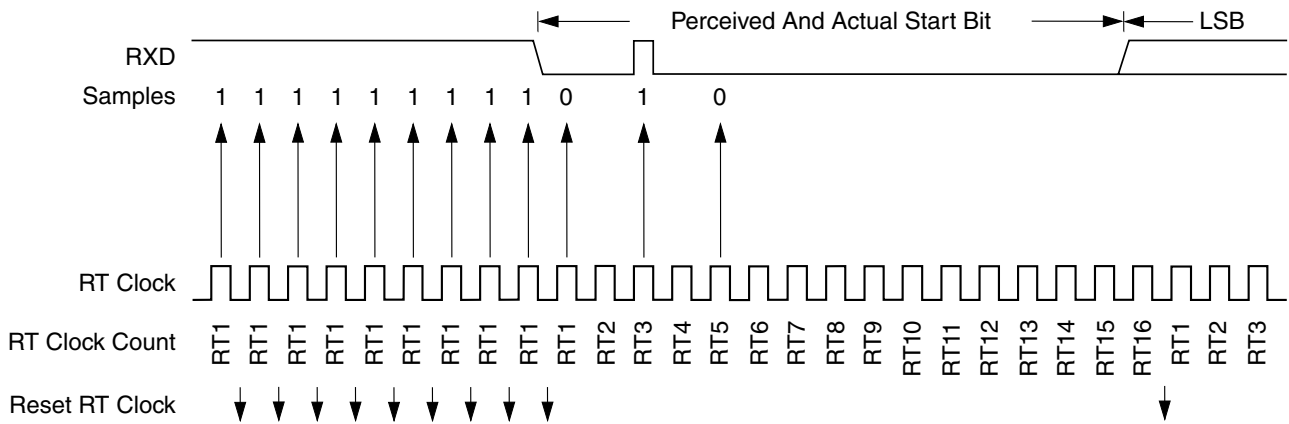 Perceived And Actual Start Bit LSB
RXD
Samples 1 1 1 1 1 1 1 1 1 0 1 0
RT Clock
RT Clock Count RT1 RT1 RT1 RT1 RT1 RT1 RT1 RT1 RT1 RT1 RT2 RT3 RT4 RT5 RT6 RT7 RT8 RT9 RT10 RT11 RT12 RT13 RT14 RT15 RT16 RT1 RT2 RT3
Reset RT Clock